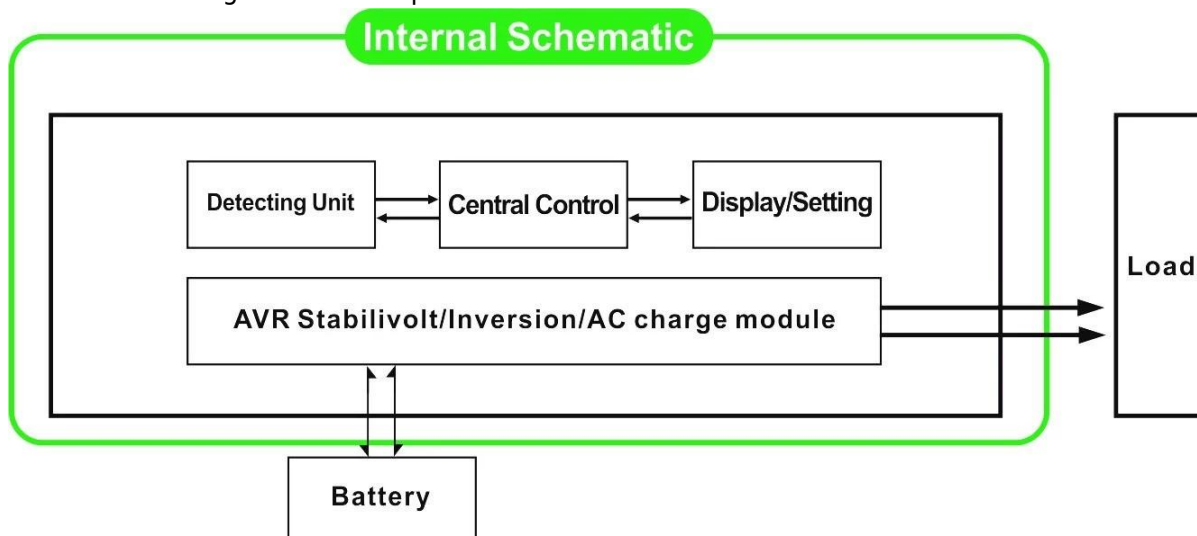 Internal Schematic
Detecting Unit
Central Control
Display/Setting
Load
AVR Stabilivolt/Inversion/AC charge module
Battery